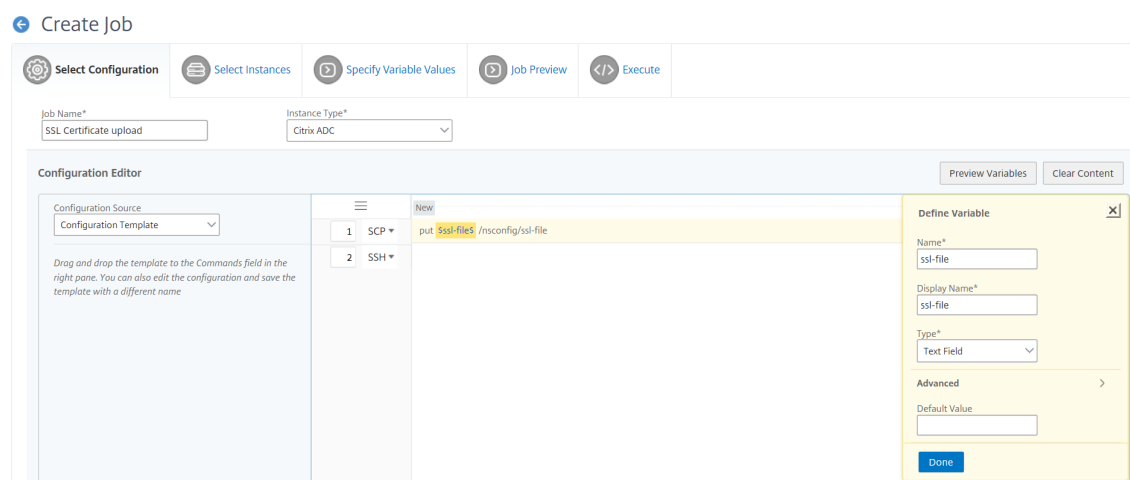 Create Job
Select Configuration
Select Instances
Specify Variable Values
Job Preview
</> Execute
Job Name*
Instance Type*
SSL Certificate upload
Citrix ADC
Configuration Editor
Preview Variables
Clear Content
Configuration Source
Configuration Template
Drag and drop the template to the Commands field in the
right pane. You can also edit the configuration and save the
template with a different name
New
1 SCP put $ssl-file$ /nsconfig/ssl-file
2 SSH
Define Variable
X
Name*
ssl-file
Display Name*
ssl-file
Type*
Text Field
Advanced
Default Value
Done